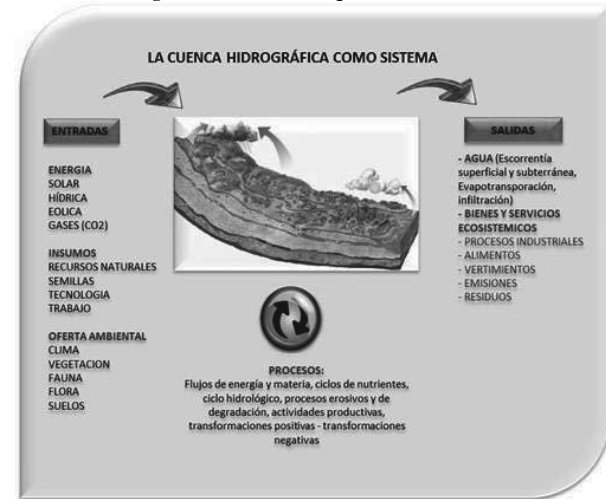 LA CUENCA HIDROGRÁFICA COMO SISTEMA
ENTRADAS
ENERGIA
SOLAR
HÍDRICA
EOLICA
GASES (CO2)
INSUMOS
RECURSOS NATURALES
SEMILLAS
TECNOLOGIA
TRABAJO
OFERTA AMBIENTAL
CLIMA
VEGETACION
FAUNA
FLORA
SUELOS
PROCESOS:
Flujos de energía y materia, ciclos de nutrientes,
ciclo hidrológico, procesos erosivos y de
degradación, actividades productivas,
transformaciones positivas - transformaciones
negativas
SALIDAS
- AGUA (Escorrentía
superficial y subterránea,
Evapotransporación,
infiltración)
- BIENES Y SERVICIOS
ECOSISTEMICOS
- PROCESOS INDUSTRIALES
- ALIMENTOS
- VERTIMIENTOS
- EMISIONES
- RESIDUOS